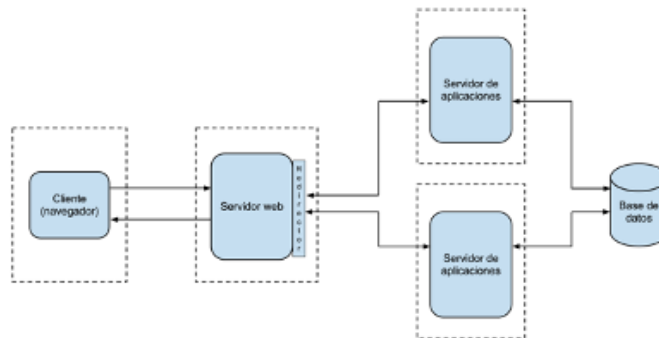 Cliente
(navegador)
Servidor web
Redirector
Servidor de
aplicaciones
Servidor de
aplicaciones
Base de
datos